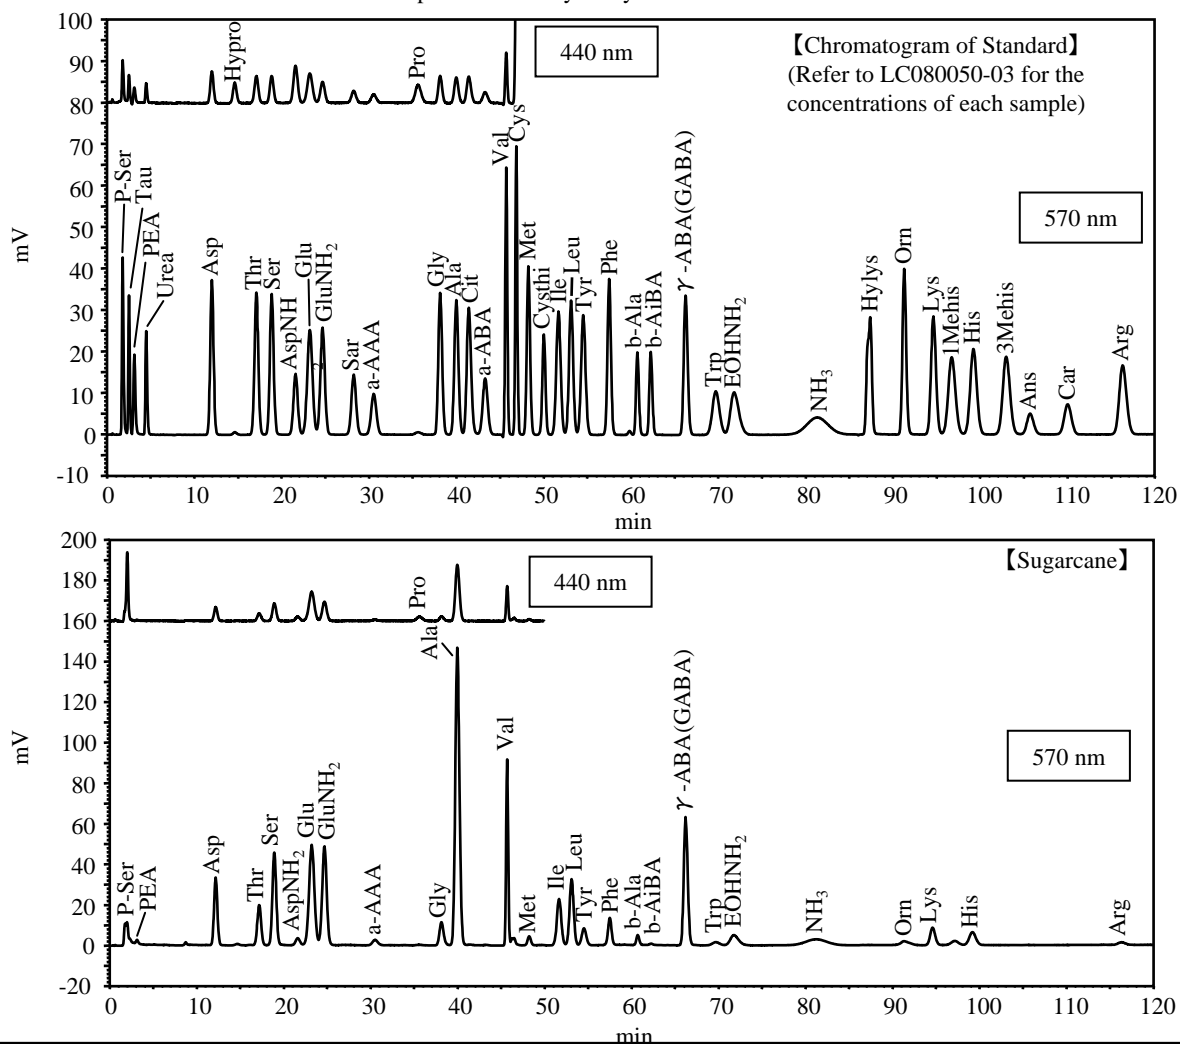 100
90
80
70
60
50
40
30
20
10
0
-10
mV
440 nm
【Chromatogram of Standard】
(Refer to LC080050-03 for the
concentrations of each sample)
570 nm
Hypro
Pro
P-Ser
Tau
PEA
Urea
Asp
Thr
Ser
AspNH
2
Glu
GluNH2
Sar
a-AAA
Gly
Ala
Cit
a-ABA
Val
Cys
Met
Cysthi
Ile
Leu
Tyr
Phe
b-Ala
b-AiBA
γ-ABA(GABA)
Trp
EOHNH2
NH3
Hylys
Orn
Lys
1Mehis
His
3Mehis
Ans
Car
Arg
0 10 20 30 40 50 60 70 80 90 100 110 120
min
200
180
160
140
120
100
80
60
40
20
0
-20
mV
440 nm
【Sugarcane】
570 nm
Pro
P-Ser
PEA
Asp
Thr
Ser
AspNH2
Glu
GluNH2
a-AAA
Gly
Ala
Val
Met
Ile
Leu
Tyr
Phe
b-Ala
b-AiBA
γ-ABA(GABA)
Trp
EOHNH2
NH3
Orn
Lys
His
Arg
0 10 20 30 40 50 60 70 80 90 100 110 120
min